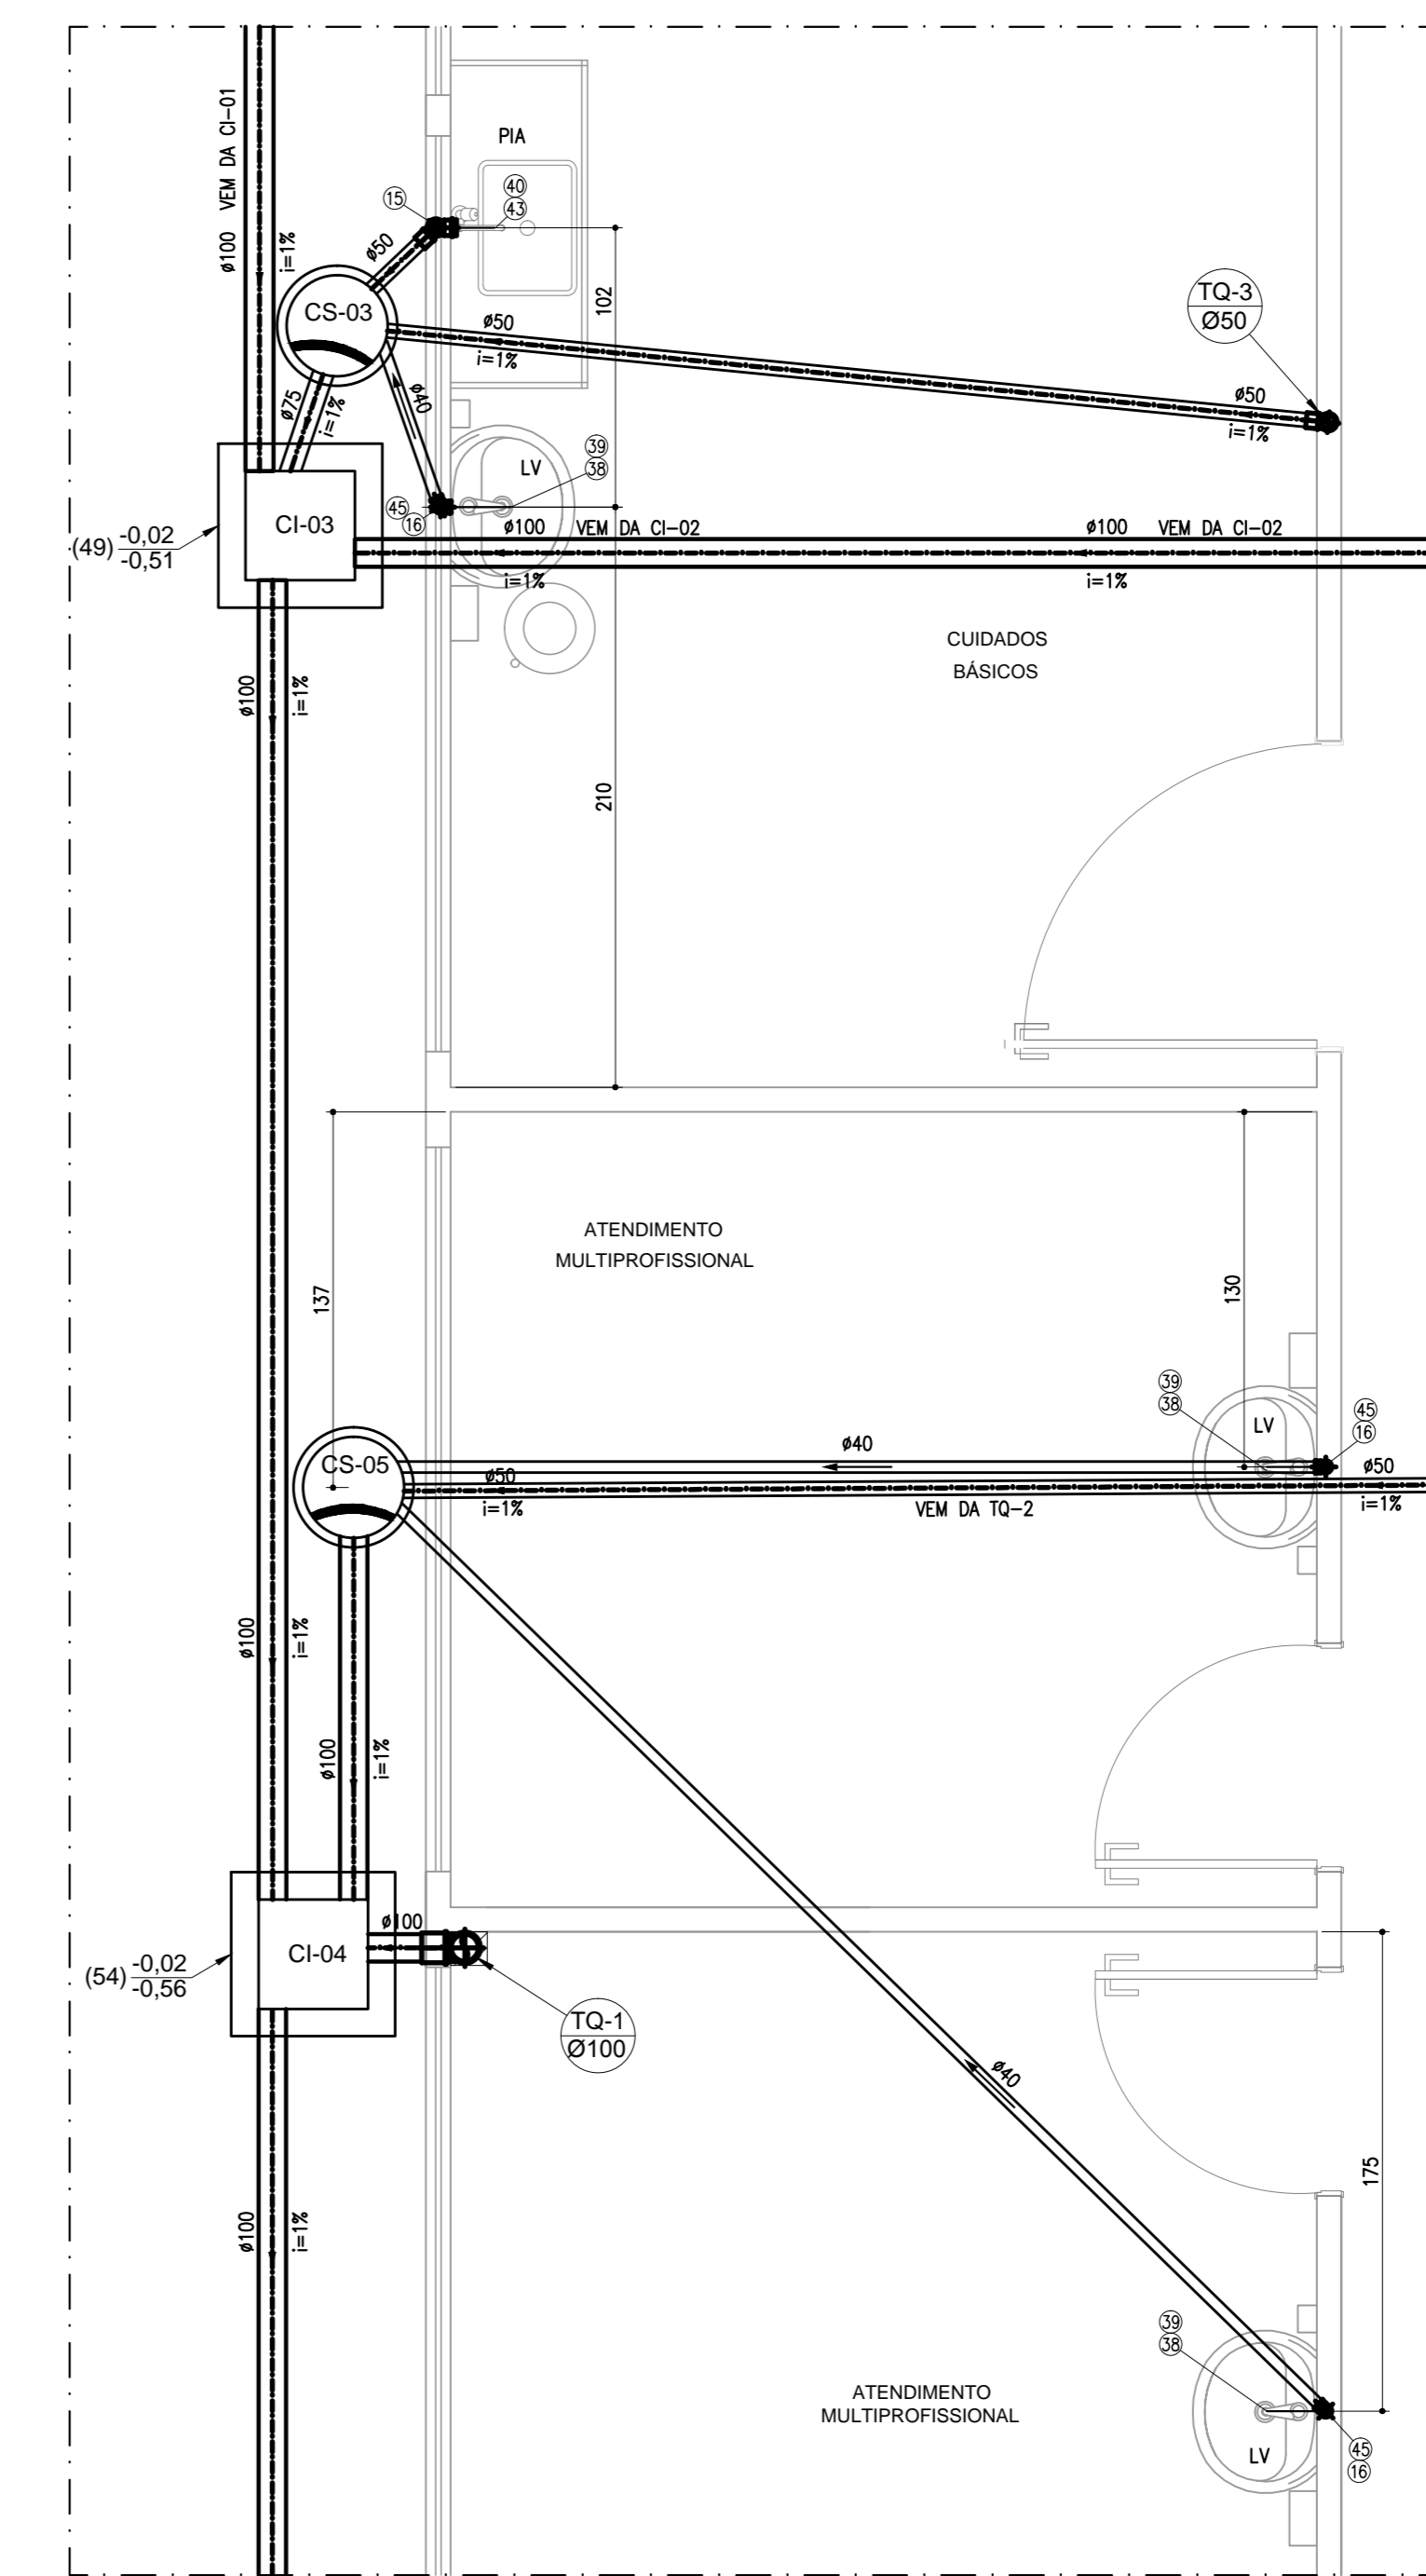 ø100 VEM DA CI-01
i=1%
PIA
15
40
43
ø50
CS-03
102
TQ-3
Ø50
ø50
i=1%
ø50
i=1%
ø75
i=1%
ø40
39
38
LV
45
16
CI-03
(49) -0,02
-0,51
ø100 VEM DA CI-02
i=1%
ø100 VEM DA CI-02
i=1%
CUIDADOS
BÁSICOS
ø100
i=1%
210
ATENDIMENTO
MULTIPROFISSIONAL
137
130
39
38
LV
45
16
CS-05
ø40
ø50
i=1%
VEM DA TQ-2
ø50
i=1%
ø100
i=1%
ø100
i=1%
ø100
CI-04
(54) -0,02
-0,56
TQ-1
Ø100
ø40
175
ø100
i=1%
39
38
ATENDIMENTO
MULTIPROFISSIONAL
LV
45
16